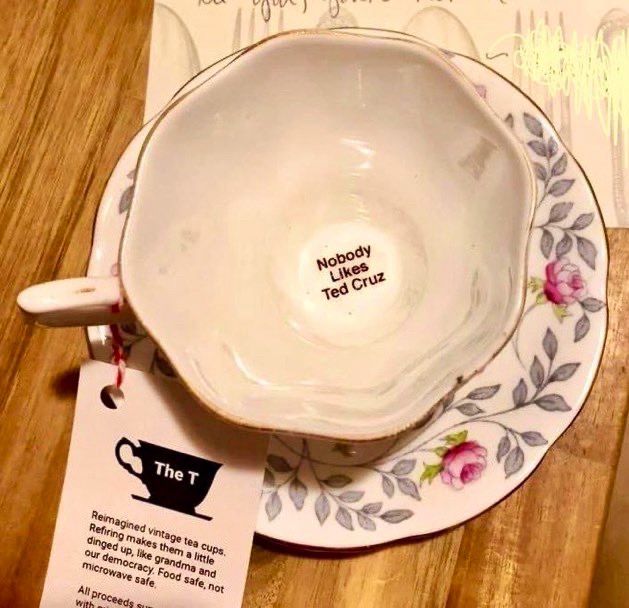 Nobody
Likes
Ted Cruz
The T
Reimagined vintage tea cups.
Refiring makes them a little
dinged up, like grandma and
our democracy. Food safe, not
microwave safe.
All proceeds
with